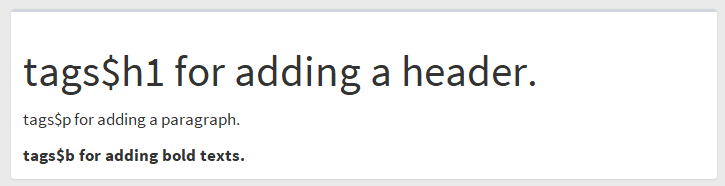 tags$h1 for adding a header.
tags$p for adding a paragraph.
tags$b for adding bold texts.